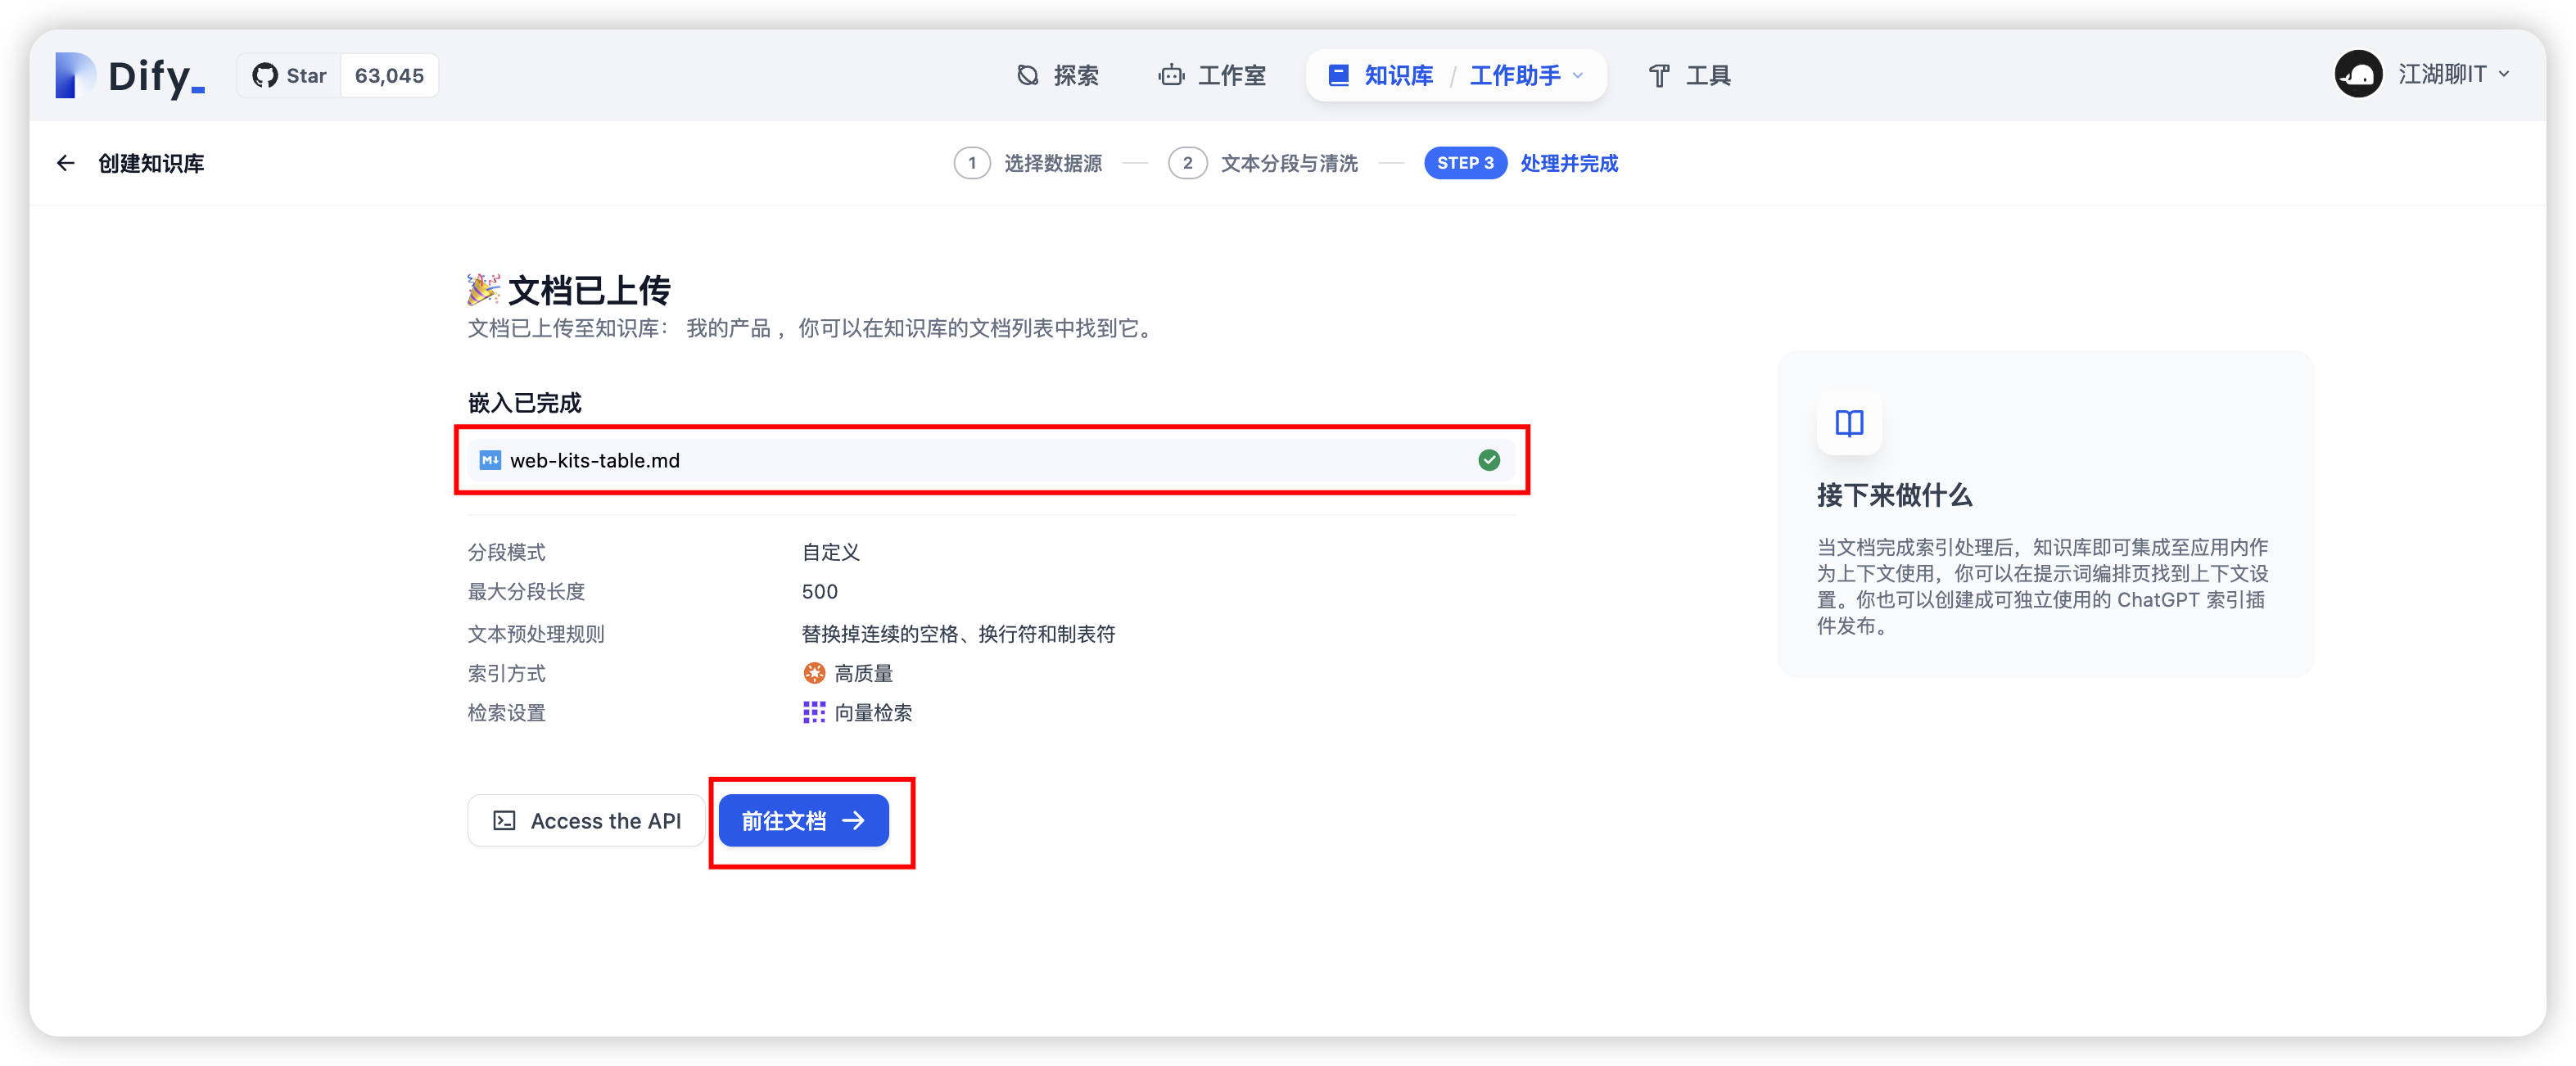 Dify_
Star 63,045
探索 工作室 知识库 / 工作助手 工具
江湖聊IT
创建知识库
1 选择数据源 2 文本分段与清洗 STEP 3 处理并完成
🎉 文档已上传
文档已上传至知识库： 我的产品 ，你可以在知识库的文档列表中找到它。
嵌入已完成
M↓ web-kits-table.md
分段模式 自定义
最大分段长度 500
文本预处理规则 替换掉连续的空格、换行符和制表符
索引方式 高质量
检索设置 向量检索
Access the API
前往文档 →
接下来做什么
当文档完成索引处理后，知识库即可集成至应用内作
为上下文使用，你可以在提示词编排页找到上下文设
置。你也可以创建成可独立使用的 ChatGPT 索引插
件发布。